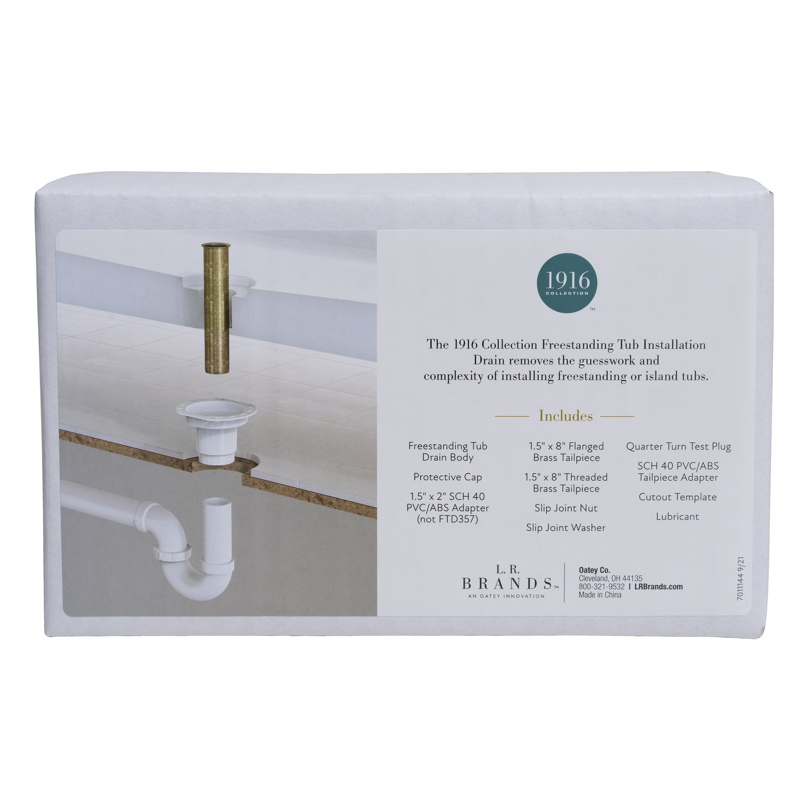 1916
COLLECTION
TM
The 1916 Collection Freestanding Tub Installation
Drain removes the guesswork and
complexity of installing freestanding or island tubs.
Includes
Freestanding Tub
Drain Body
Protective Cap
1.5" x 2" SCH 40
PVC/ABS Adapter
(not FTD357)
1.5" x 8" Flanged
Brass Tailpiece
1.5" x 8" Threaded
Brass Tailpiece
Slip Joint Nut
Slip Joint Washer
Quarter Turn Test Plug
SCH 40 PVC/ABS
Tailpiece Adapter
Cutout Template
Lubricant
L. R.
BRANDS™
AN OATEY INNOVATION
Oatey Co.
Cleveland, OH 44135
800-321-9532 I LRBrands.com
Made in China
7011144 9/21